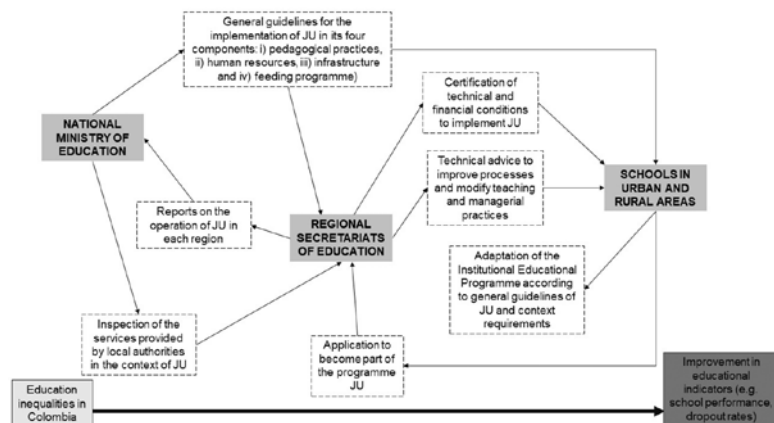 General guidelines for the
implementation of JU in its four
components: i) pedagogical practices,
ii) human resources, iii) infrastructure
and iv) feeding programme)
Certification of
technical and
financial conditions
to implement JU
NATIONAL
MINISTRY OF
EDUCATION
Technical advice to
improve processes
and modify teaching
and managerial
practices
SCHOOLS IN
URBAN AND
RURAL AREAS
Reports on the
operation of JU in
each region
REGIONAL
SECRETARIATS
OF EDUCATION
Adaptation of the
Institutional Educational
Programme according
to general guidelines of
JU and context
requirements
Inspection of the
services provided
by local authorities
in the context of JU
Application to
become part of
the programme
JU
Education
inequalities in
Colombia
Improvement in
educational
indicators (e.g.
school performance,
dropout rates)